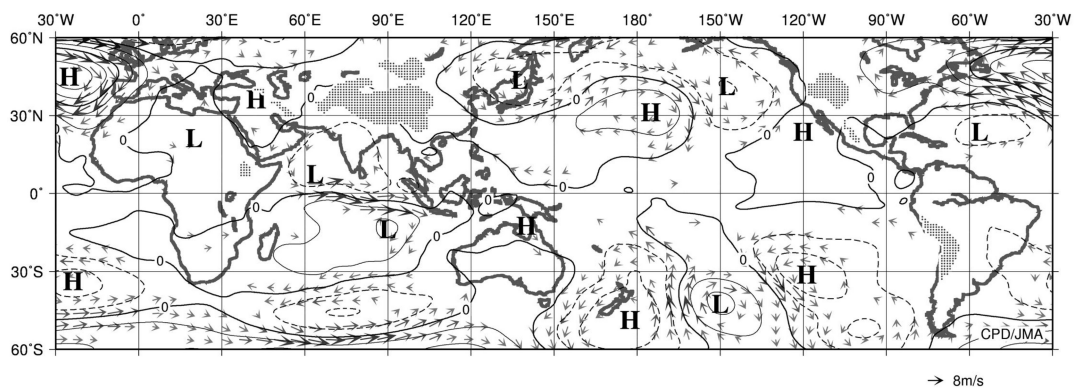 30°W 0° 30°E 60°E 90°E 120°E 150°E 180° 150°W 120°W 90°W 60°W 30°W
60°N
H L L
H H H
30°N 0 0 0
L 0 L H L
L
0° 0 0 0 0
L 0 H
30°S 0 0 H
H 0 L
0 H
60°S CPD/JMA
8m/s